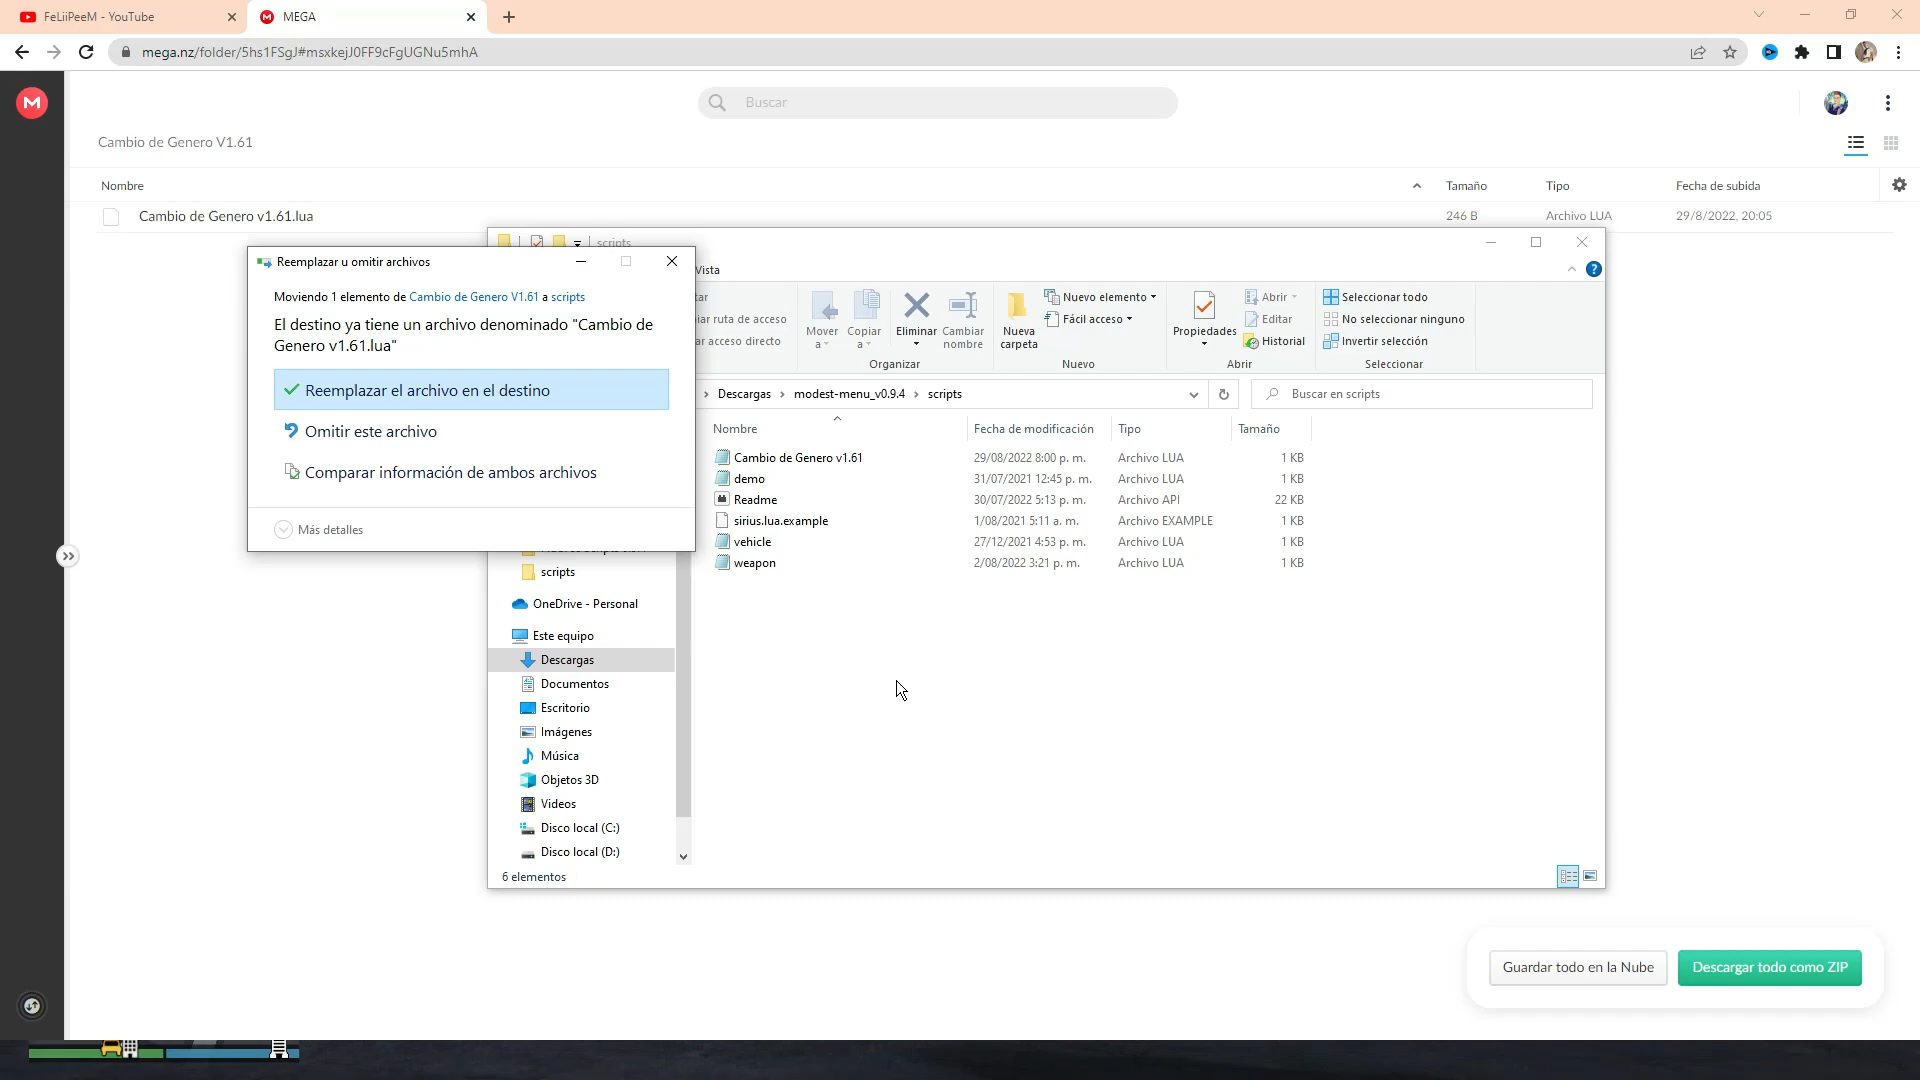 FeLiiPeeM - YouTube
MEGA
mega.nz/folder/5hs1FSgJ#msxkejJ0FF9cFgUGNu5mhA
M
Buscar
Cambio de Genero V1.61
Nombre
Tamaño
Tipo
Fecha de subida
Cambio de Genero v1.61.lua
246 B
Archivo LUA
29/8/2022, 20:05
scripts
Reemplazar u omitir archivos
Moviendo 1 elemento de Cambio de Genero V1.61 a scripts
El destino ya tiene un archivo denominado "Cambio de
Genero v1.61.lua"
Reemplazar el archivo en el destino
Omitir este archivo
Comparar información de ambos archivos
Más detalles
Vista
tar
iar ruta de acceso
ar acceso directo
Mover
a
Copiar
a
Eliminar
Cambiar
nombre
Organizar
Nueva
carpeta
Nuevo elemento
Fácil acceso
Nuevo
Propiedades
Abrir
Editar
Historial
Abrir
Seleccionar todo
No seleccionar ninguno
Invertir selección
Seleccionar
Descargas
modest-menu_v0.9.4
scripts
Buscar en scripts
Nombre
Fecha de modificación
Tipo
Tamaño
Cambio de Genero v1.61
29/08/2022 8:00 p. m.
Archivo LUA
1 KB
demo
31/07/2021 12:45 p. m.
Archivo LUA
1 KB
Readme
30/07/2022 5:13 p. m.
Archivo API
22 KB
sirius.lua.example
1/08/2021 5:11 a. m.
Archivo EXAMPLE
1 KB
vehicle
27/12/2021 4:53 p. m.
Archivo LUA
1 KB
weapon
2/08/2022 3:21 p. m.
Archivo LUA
1 KB
scripts
OneDrive - Personal
Este equipo
Descargas
Documentos
Escritorio
Imágenes
Música
Objetos 3D
Videos
Disco local (C:)
Disco local (D:)
6 elementos
Guardar todo en la Nube
Descargar todo como ZIP